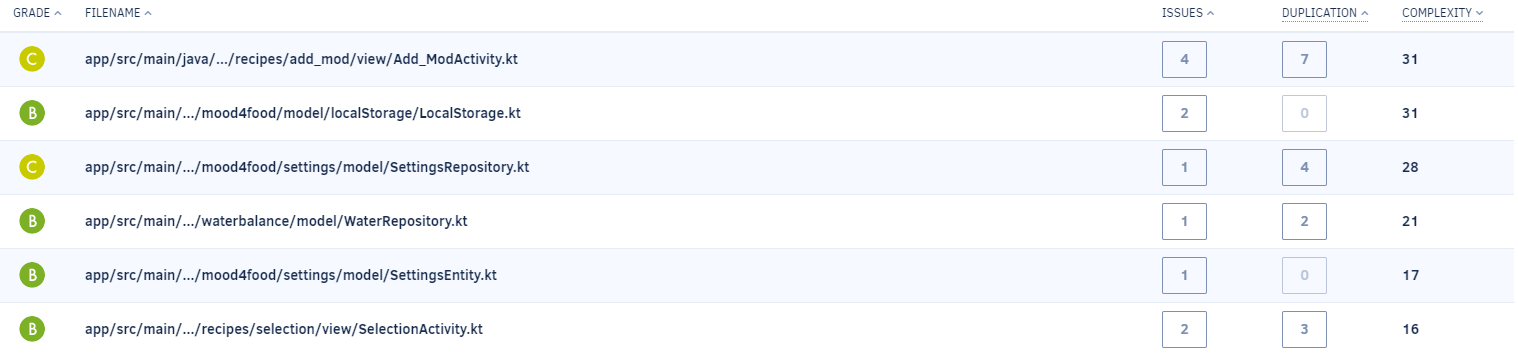 GRADE FILENAME ISSUES DUPLICATION COMPLEXITY
C app/src/main/java/.../recipes/add_mod/view/Add_ModActivity.kt 4 7 31
B app/src/main/.../mood4food/model/localStorage/LocalStorage.kt 2 0 31
C app/src/main/.../mood4food/settings/model/SettingsRepository.kt 1 4 28
B app/src/main/.../waterbalance/model/WaterRepository.kt 1 2 21
B app/src/main/.../mood4food/settings/model/SettingsEntity.kt 1 0 17
B app/src/main/.../recipes/selection/view/SelectionActivity.kt 2 3 16